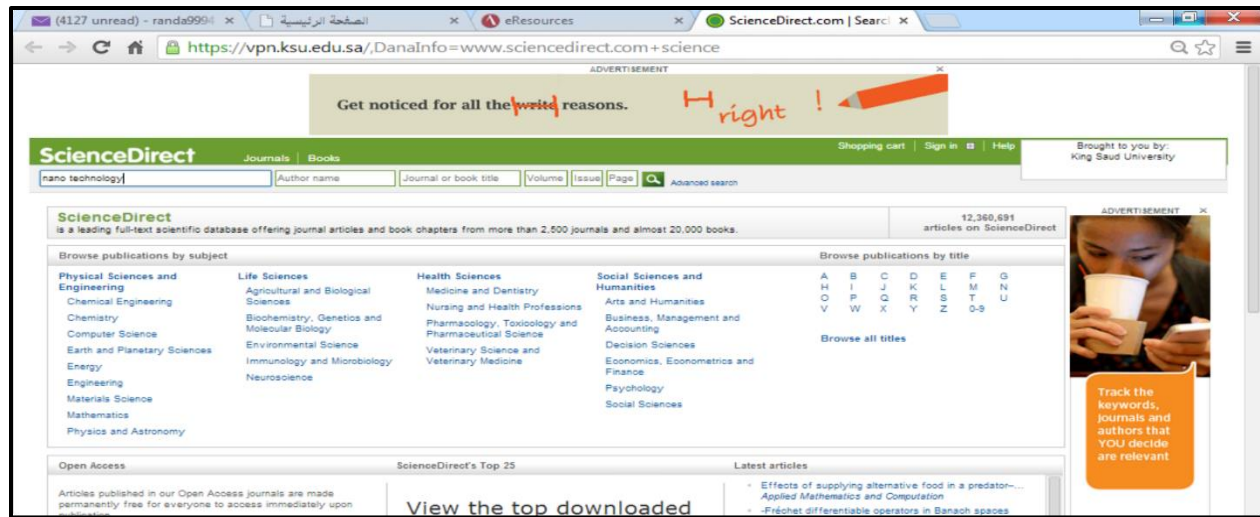 (4127 unread) - randa9994
الصفحة الرئيسية
eResources
ScienceDirect.com | Searc
https://vpn.ksu.edu.sa/,DanaInfo=www.sciencedirect.com+science
ADVERTISEMENT
Get noticed for all the write reasons. right !
ScienceDirect Journals | Books Shopping cart | Sign in | Help
Brought to you by:
King Saud University
nano technology Author name Journal or book title Volume Issue Page Advanced search
ScienceDirect
is a leading full-text scientific database offering journal articles and book chapters from more than 2,500 journals and almost 20,000 books.
12,360,691
articles on ScienceDirect
Browse publications by subject
Physical Sciences and
Engineering
Chemical Engineering
Chemistry
Computer Science
Earth and Planetary Sciences
Energy
Engineering
Materials Science
Mathematics
Physics and Astronomy
Life Sciences
Agricultural and Biological
Sciences
Biochemistry, Genetics and
Molecular Biology
Environmental Science
Immunology and Microbiology
Neuroscience
Health Sciences
Medicine and Dentistry
Nursing and Health Professions
Pharmacology, Toxicology and
Pharmaceutical Science
Veterinary Science and
Veterinary Medicine
Social Sciences and
Humanities
Arts and Humanities
Business, Management and
Accounting
Decision Sciences
Economics, Econometrics and
Finance
Psychology
Social Sciences
Browse publications by title
A B C D E F G
H I J K L M N
O P Q R S T U
V W X Y Z 0-9
Browse all titles
ADVERTISEMENT
Track the
keywords,
journals and
authors that
YOU decide
are relevant
Open Access
Articles published in our Open Access journals are made
permanently free for everyone to access immediately upon
publication
ScienceDirect's Top 25
View the top downloaded
Latest articles
Effects of supplying alternative food in a predator–...
Applied Mathematics and Computation
-Fréchet differentiable operators in Banach spaces